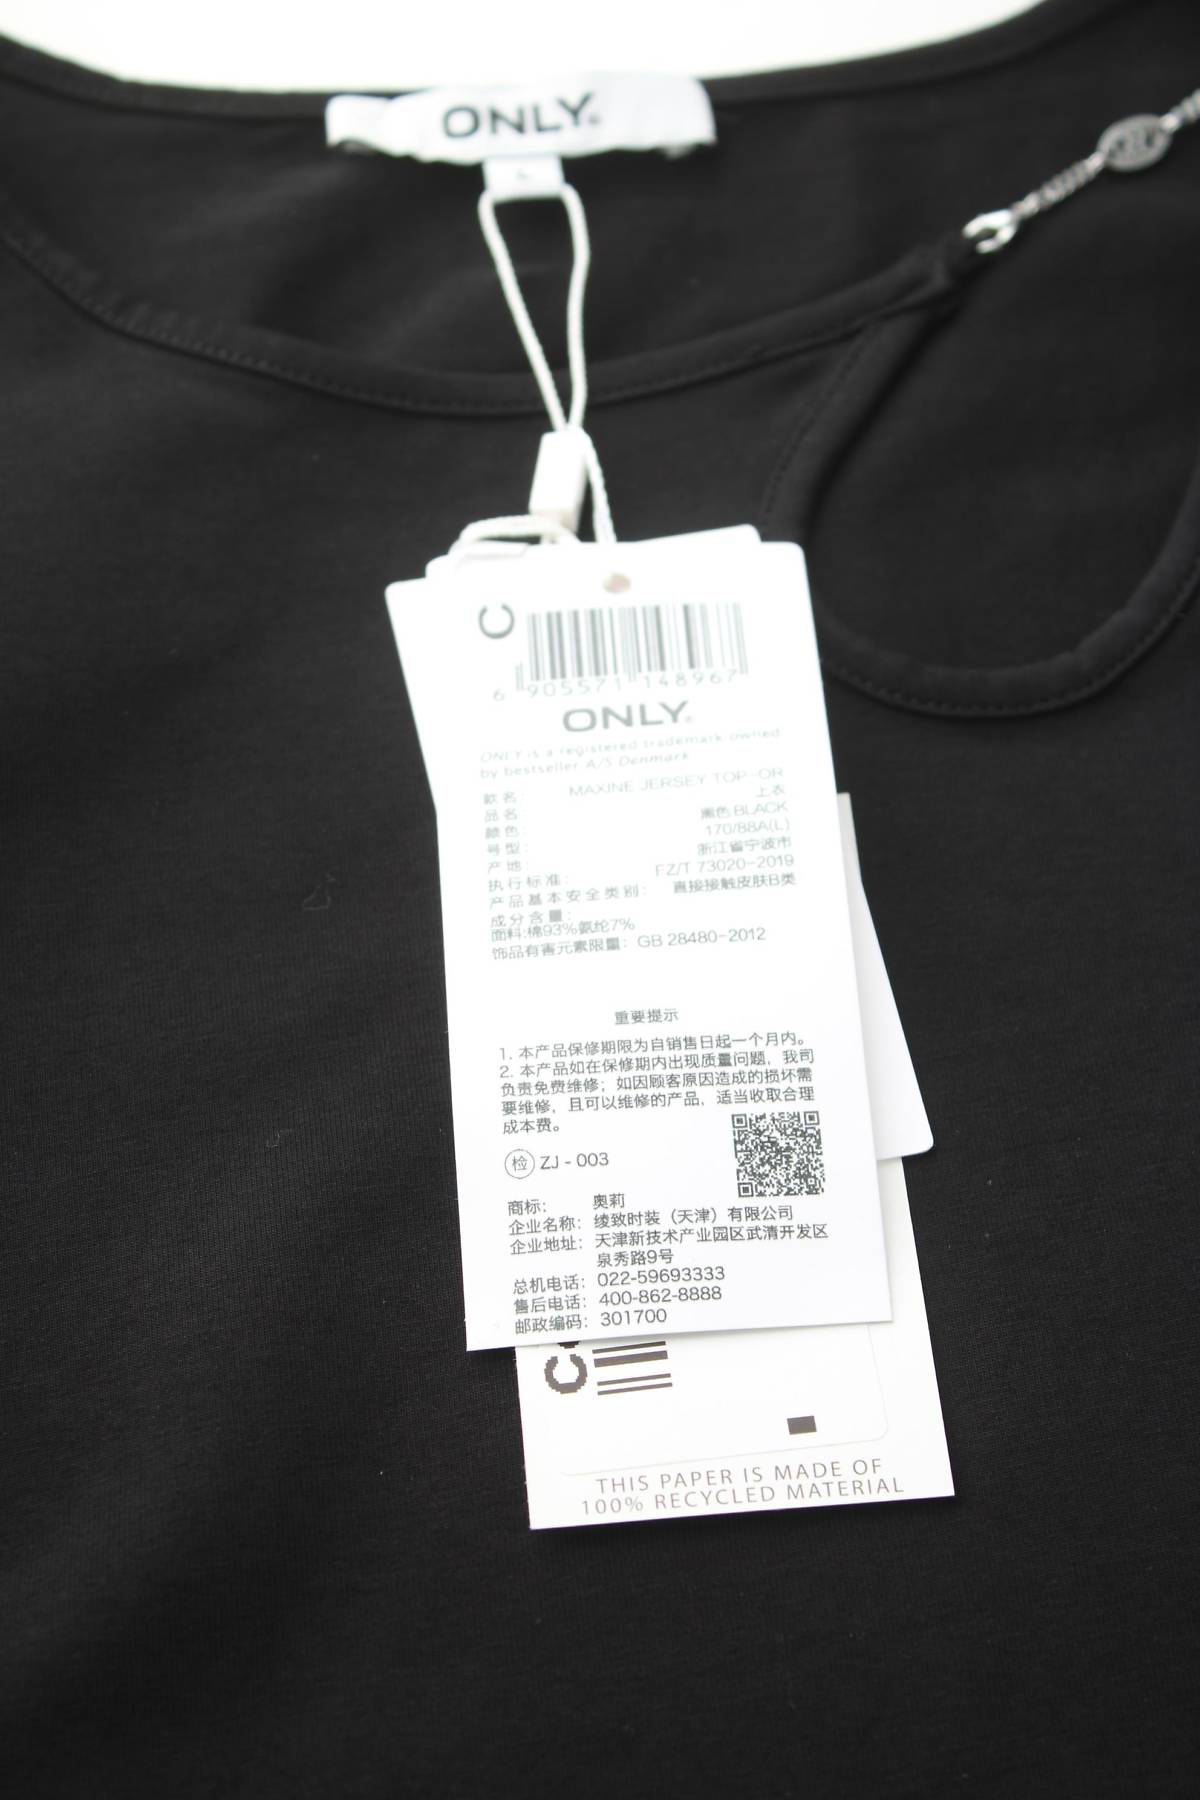 ONLY
L
C
6 905571 148967
ONLY
ONLY is a registered trademark owned
by bestseller A/S Denmark
款名: MAXINE JERSEY TOP-OR
品名: 上衣
颜色: 黑色 BLACK
号型: 170/88A(L)
产地: 浙江省宁波市
执行标准: FZ/T 73020-2019
产品基本安全类别: 直接接触皮肤B类
成分含量:
面料:棉93%氨纶7%
饰品有害元素限量: GB 28480-2012
重要提示
1. 本产品保修期限为自销售日起一个月内。
2. 本产品如在保修期内出现质量问题，我司
负责免费维修；如因顾客原因造成的损坏需
要维修，且可以维修的产品，适当收取合理
成本费。
检 ZJ - 003
商标: 奥莉
企业名称: 绫致时装（天津）有限公司
企业地址: 天津新技术产业园区武清开发区
泉秀路9号
总机电话: 022-59693333
售后电话: 400-862-8888
邮政编码: 301700
THIS PAPER IS MADE OF
100% RECYCLED MATERIAL